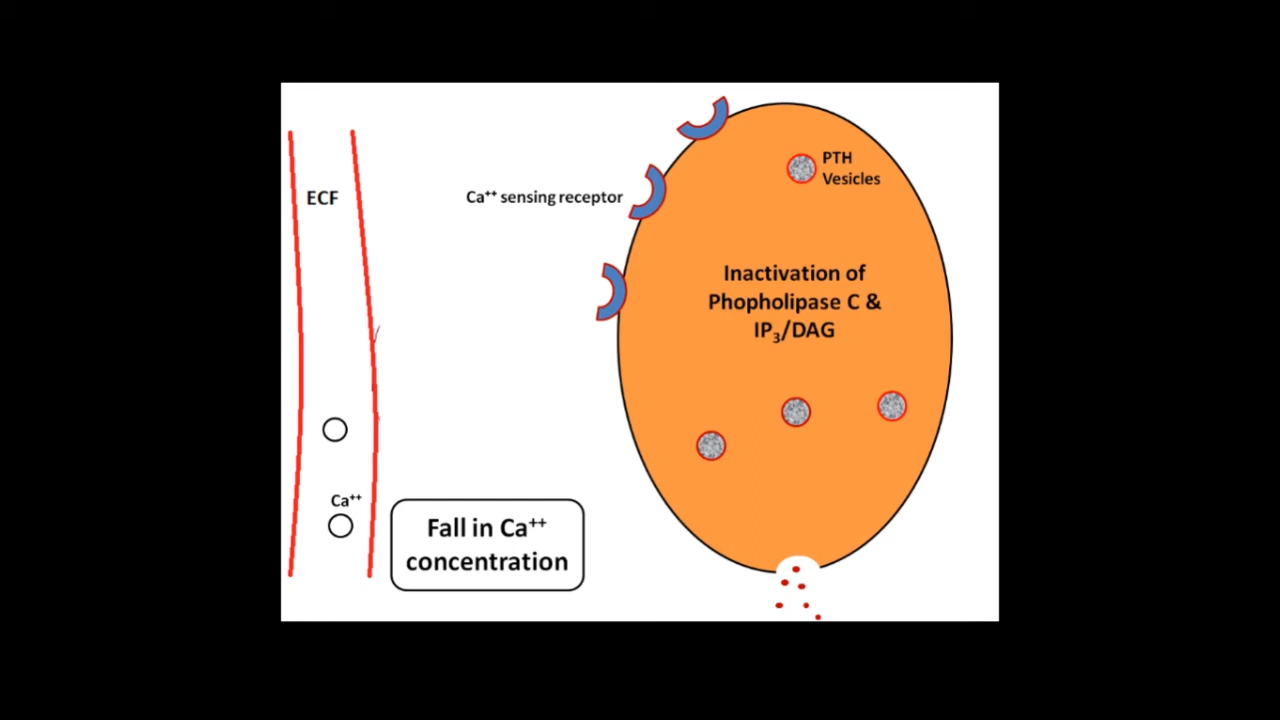 PTH
Vesicles
ECF
Ca⁺⁺ sensing receptor
Inactivation of
Phopholipase C &
IP₃/DAG
Ca⁺⁺
Fall in Ca⁺⁺
concentration